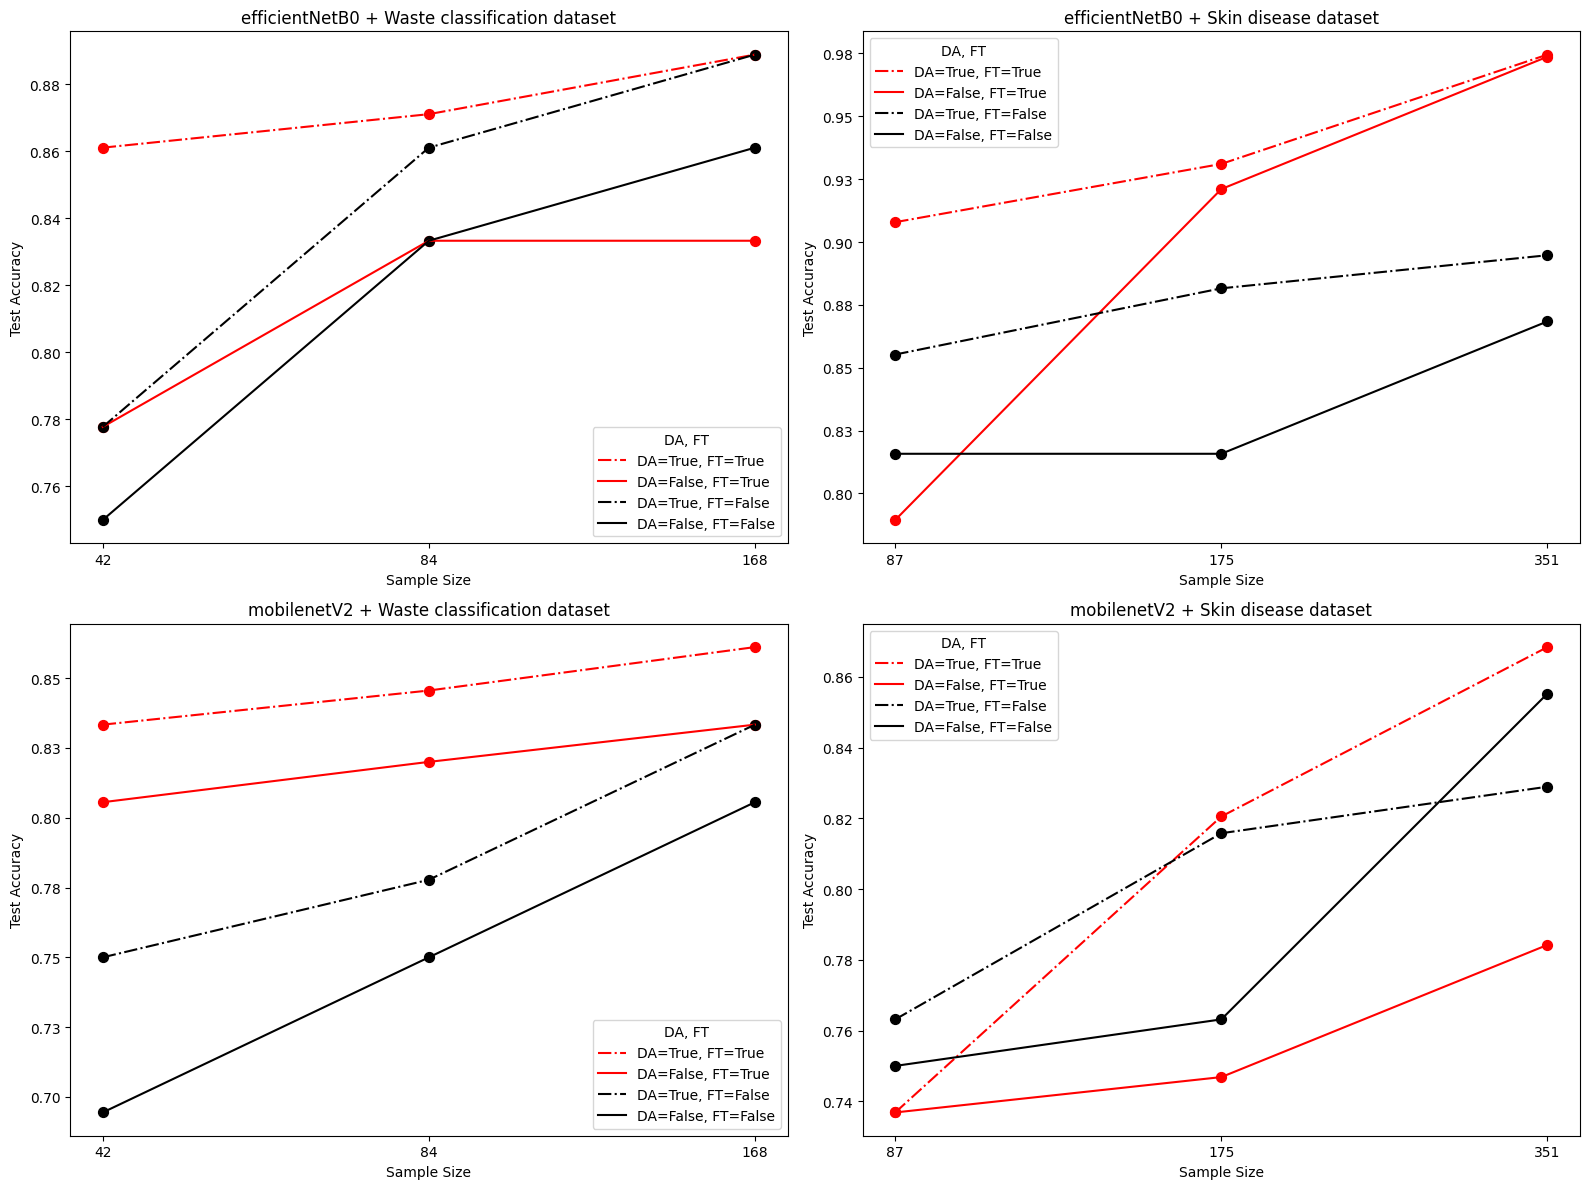 efficientNetB0 + Waste classification dataset
Test Accuracy
0.88
0.86
0.84
0.82
0.80
0.78
0.76
DA, FT
DA=True, FT=True
DA=False, FT=True
DA=True, FT=False
DA=False, FT=False
42 84 168
Sample Size
efficientNetB0 + Skin disease dataset
Test Accuracy
0.98
0.95
0.93
0.90
0.88
0.85
0.83
0.80
DA, FT
DA=True, FT=True
DA=False, FT=True
DA=True, FT=False
DA=False, FT=False
87 175 351
Sample Size
mobilenetV2 + Waste classification dataset
Test Accuracy
0.85
0.83
0.80
0.78
0.75
0.73
0.70
DA, FT
DA=True, FT=True
DA=False, FT=True
DA=True, FT=False
DA=False, FT=False
42 84 168
Sample Size
mobilenetV2 + Skin disease dataset
Test Accuracy
0.86
0.84
0.82
0.80
0.78
0.76
0.74
DA, FT
DA=True, FT=True
DA=False, FT=True
DA=True, FT=False
DA=False, FT=False
87 175 351
Sample Size